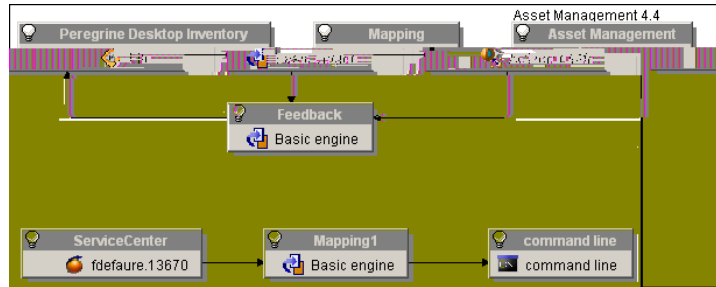 Asset Management 4.4
Peregrine Desktop Inventory
Mapping
Asset Management
Feedback
Basic engine
ServiceCenter
Mapping1
command line
fdefaure.13670
Basic engine
command line